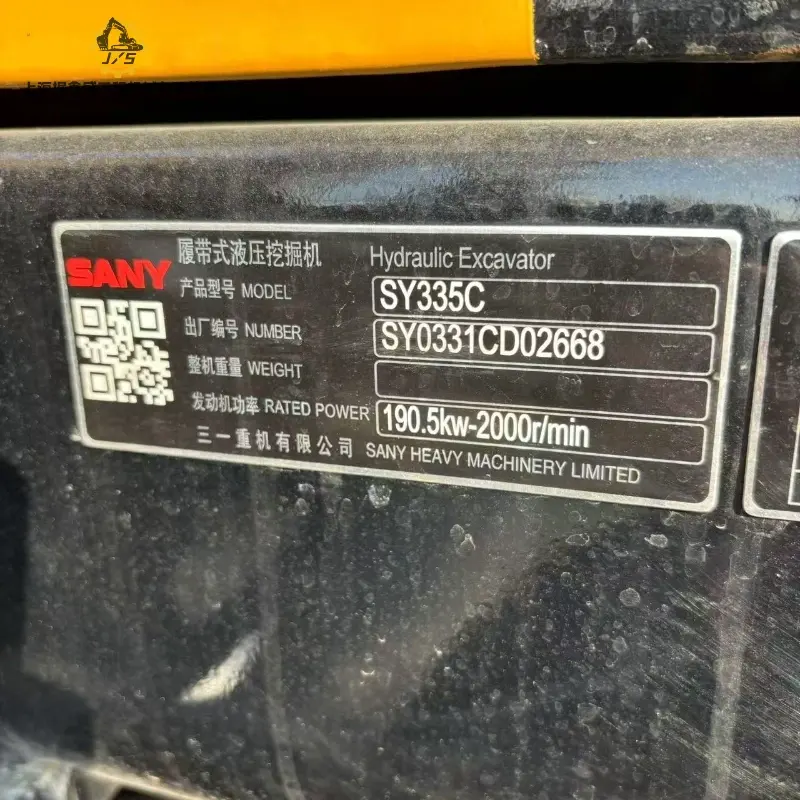 JXS
SANY
履带式液压挖掘机 Hydraulic Excavator
产品型号 MODEL SY335C
出厂编号 NUMBER SY0331CD02668
整机重量 WEIGHT
发动机功率 RATED POWER 190.5kw-2000r/min
三一重机有限公司 SANY HEAVY MACHINERY LIMITED